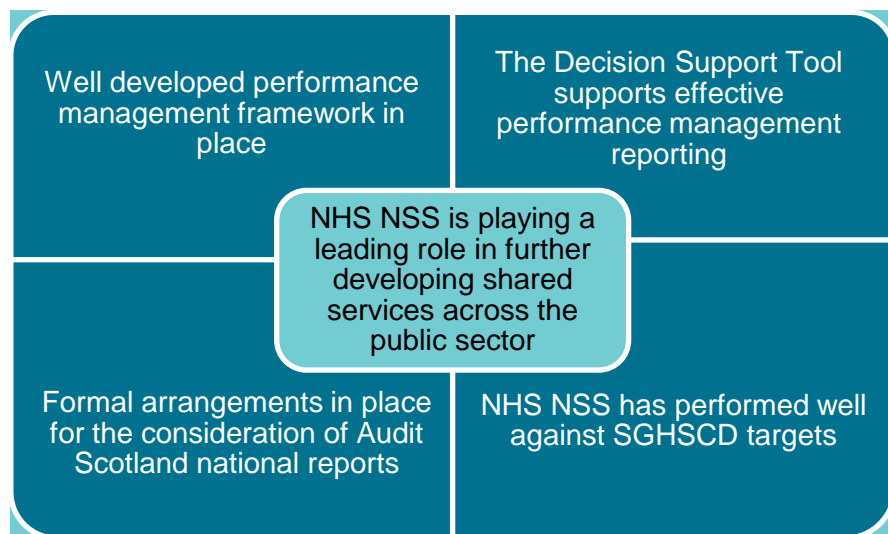 Well developed performance
management framework in
place
The Decision Support Tool
supports effective
performance management
reporting
NHS NSS is playing a
leading role in further
developing shared
services across the
public sector
Formal arrangements in place
for the consideration of Audit
Scotland national reports
NHS NSS has performed well
against SGHSCD targets